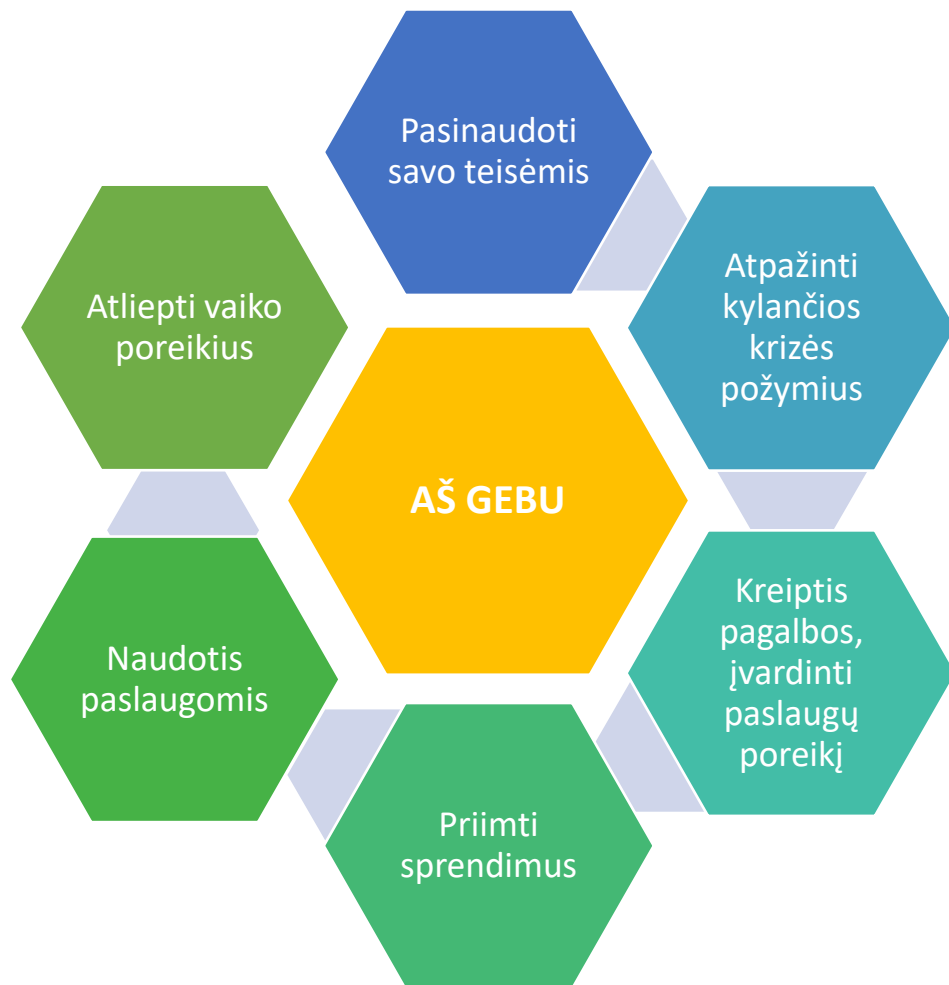 Pasinaudoti
savo teisėmis
Atpažinti
kylančios
krizės
požymius
Kreiptis
pagalbos,
įvardinti
paslaugų
poreikį
Priimti
sprendimus
Naudotis
paslaugomis
Atliepti vaiko
poreikius
AŠ GEBU